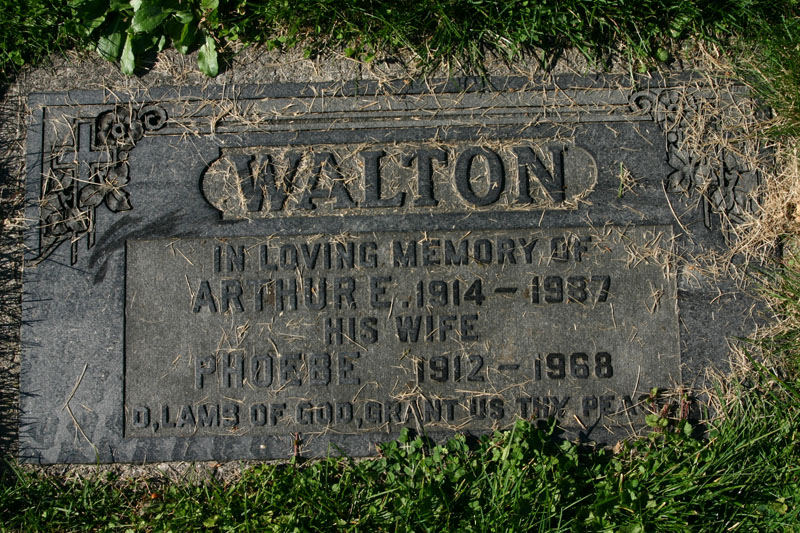 WALTON
IN LOVING MEMORY OF
ARTHUR E. 1914 - 1987
HIS WIFE
PHOEBE 1912 - 1968
O, LAMB OF GOD, GRANT US THY PEACE